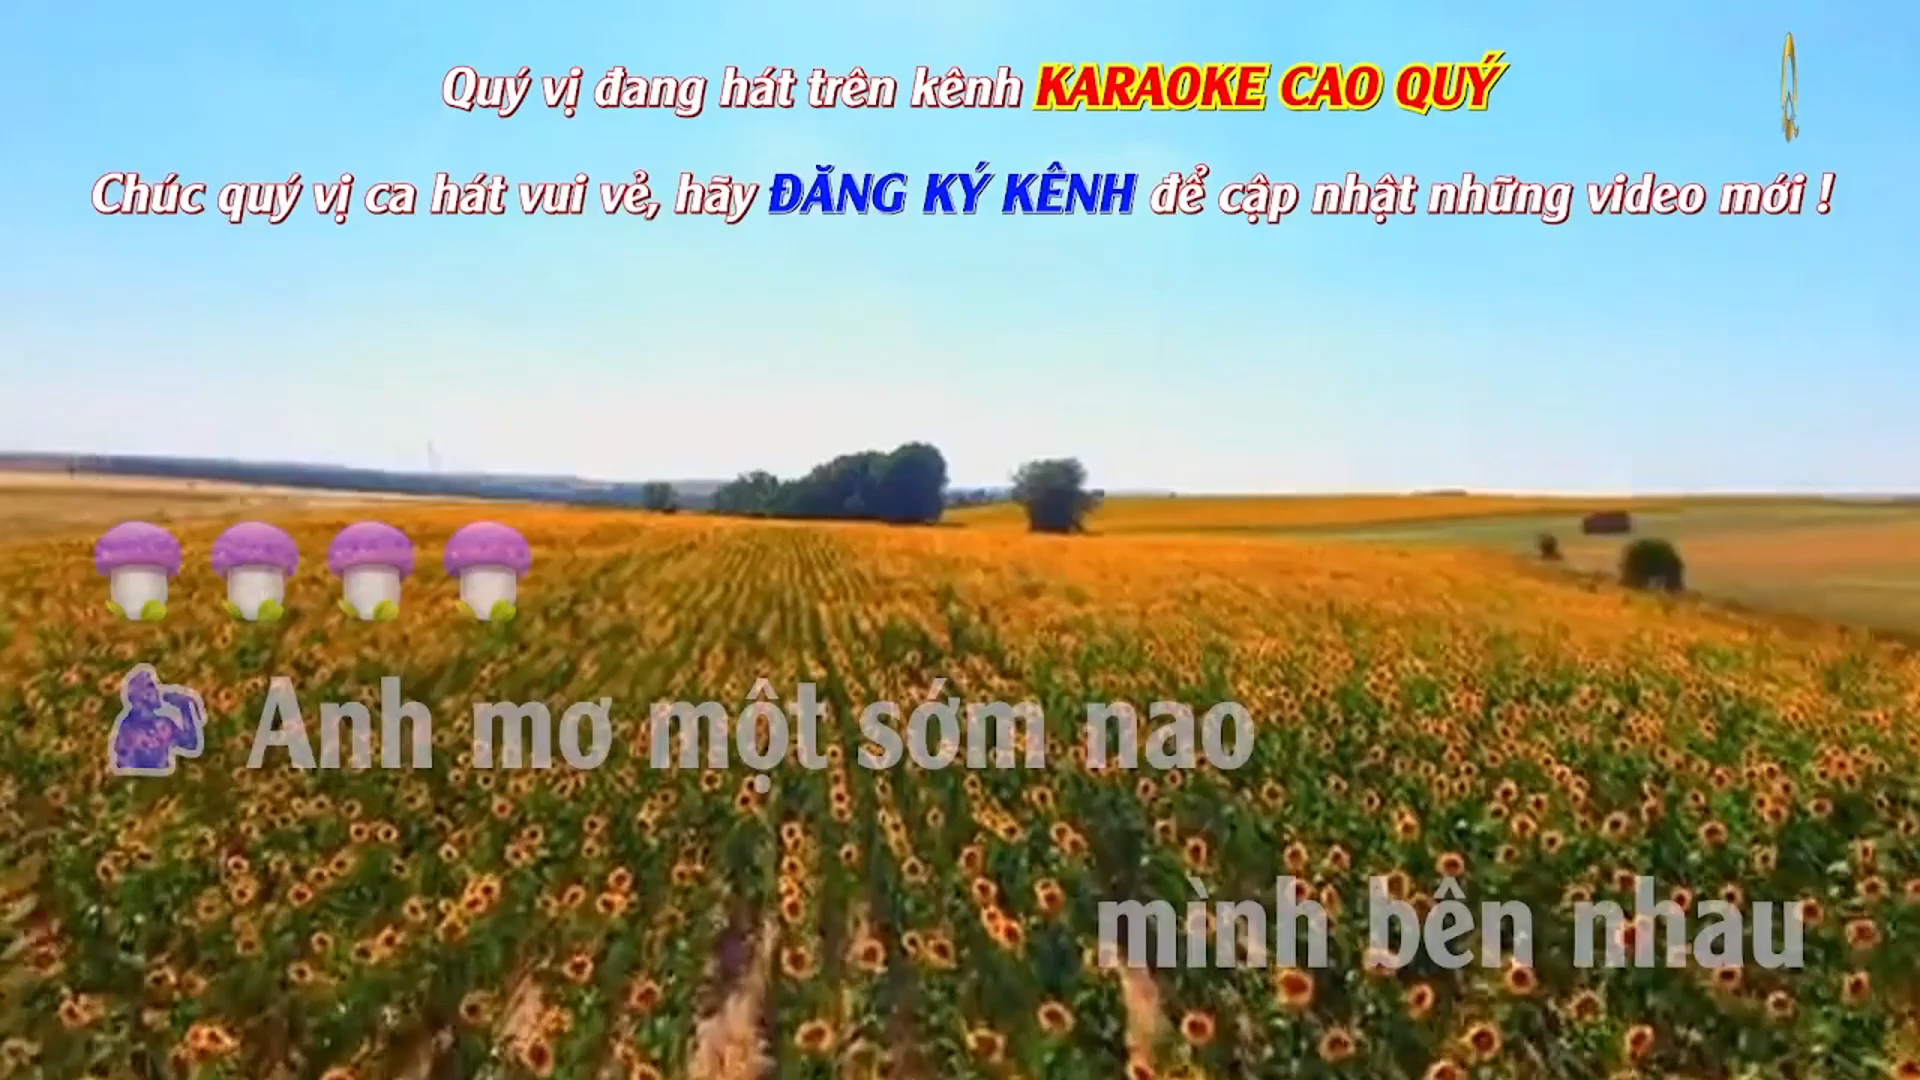 Quý vị đang hát trên kênh KARAOKE CAO QUÝ
Chúc quý vị ca hát vui vẻ, hãy ĐĂNG KÝ KÊNH để cập nhật những video mới !
Anh mơ một sớm nao
mình bên nhau